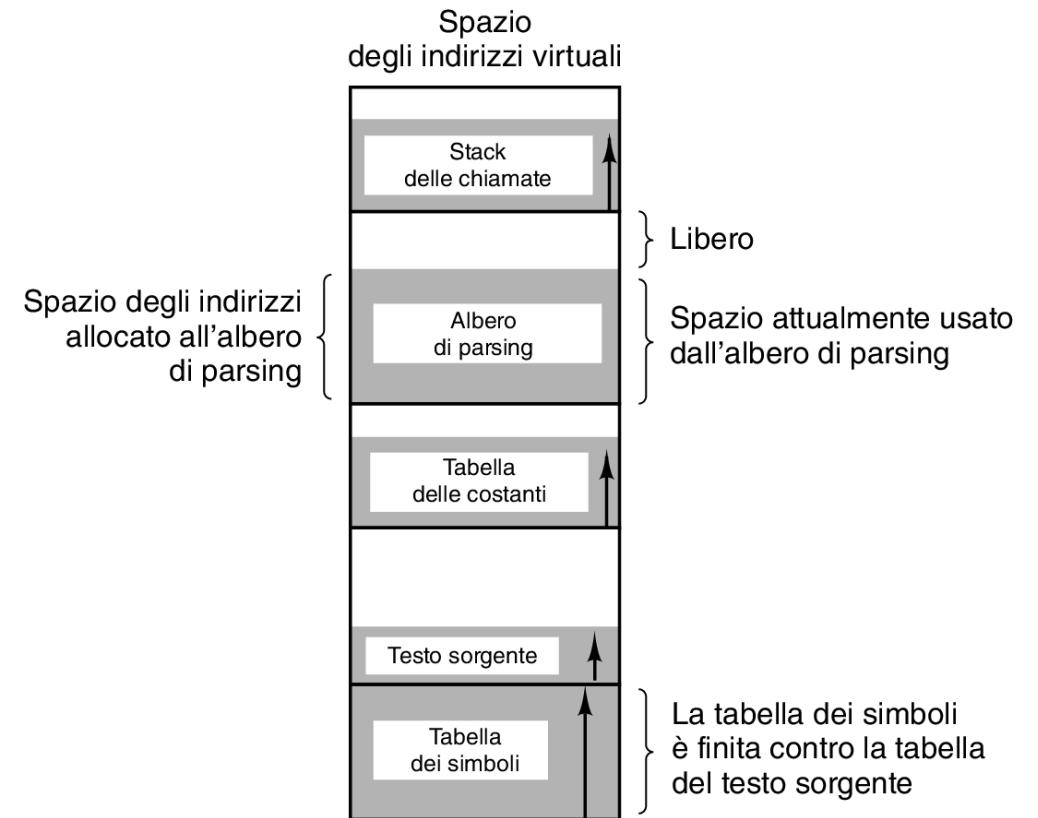 Spazio
degli indirizzi virtuali
Stack
delle chiamate
Libero
Spazio degli indirizzi
allocato all'albero
di parsing
Albero
di parsing
Spazio attualmente usato
dall'albero di parsing
Tabella
delle costanti
Testo sorgente
Tabella
dei simboli
La tabella dei simboli
è finita contro la tabella
del testo sorgente